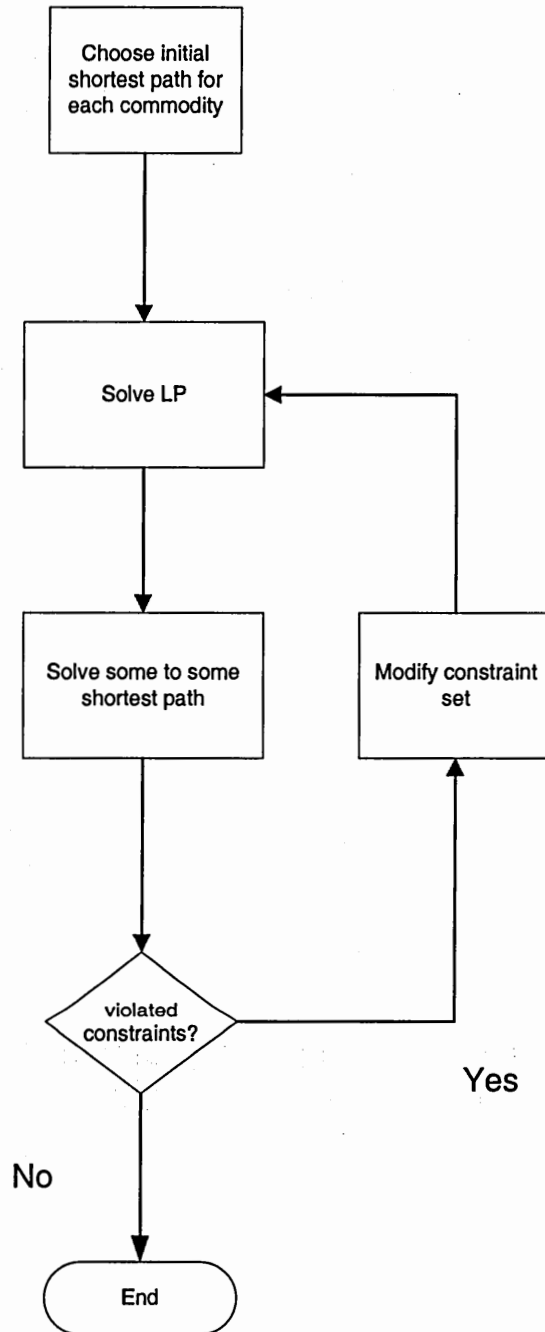 Choose initial
shortest path for
each commodity
Solve LP
Solve some to some
shortest path
Modify constraint
set
violated
constraints?
Yes
No
End